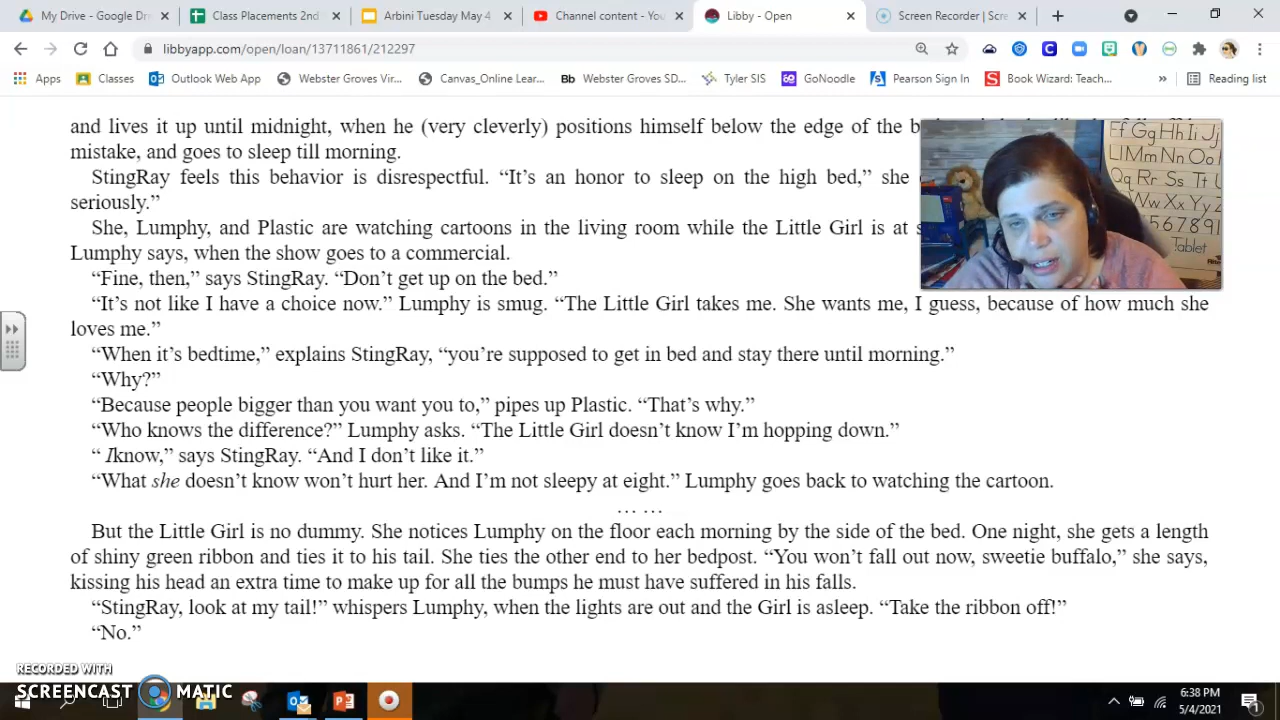 My Drive - Google Dr
Class Placements 2nd
Arbini Tuesday May 4
Channel content - You
Libby - Open
Screen Recorder | Scre
libbyapp.com/open/loan/13711861/212297
Apps
Classes
Outlook Web App
Webster Groves Vir...
Canvas_Online Lear...
Bb Webster Groves SD...
Tyler SIS
GoNoodle
Pearson Sign In
S Book Wizard: Teach...
»
Reading list
and lives it up until midnight, when he (very cleverly) positions himself below the edge of the
mistake, and goes to sleep till morning.
StingRay feels this behavior is disrespectful. “It’s an honor to sleep on the high bed,” she
seriously.”
She, Lumphy, and Plastic are watching cartoons in the living room while the Little Girl is at
Lumphy says, when the show goes to a commercial.
“Fine, then,” says StingRay. “Don’t get up on the bed.”
“It’s not like I have a choice now.” Lumphy is smug. “The Little Girl takes me. She wants me, I guess, because of how much she
loves me.”
“When it’s bedtime,” explains StingRay, “you’re supposed to get in bed and stay there until morning.”
“Why?”
“Because people bigger than you want you to,” pipes up Plastic. “That’s why.”
“Who knows the difference?” Lumphy asks. “The Little Girl doesn’t know I’m hopping down.”
“ Iknow,” says StingRay. “And I don’t like it.”
“What she doesn’t know won’t hurt her. And I’m not sleepy at eight.” Lumphy goes back to watching the cartoon.
… …
But the Little Girl is no dummy. She notices Lumphy on the floor each morning by the side of the bed. One night, she gets a length
of shiny green ribbon and ties it to his tail. She ties the other end to her bedpost. “You won’t fall out now, sweetie buffalo,” she says,
kissing his head an extra time to make up for all the bumps he must have suffered in his falls.
“StingRay, look at my tail!” whispers Lumphy, when the lights are out and the Girl is asleep. “Take the ribbon off!”
“No.”
Ff Gg Hh Ii Jj
Ll Mm Nn Oo
Qq Rr Ss Tt U
Ww Xx Yy Z
567891
Tablet
RECORDED WITH
SCREENCAST MATIC
6:38 PM
5/4/2021
1